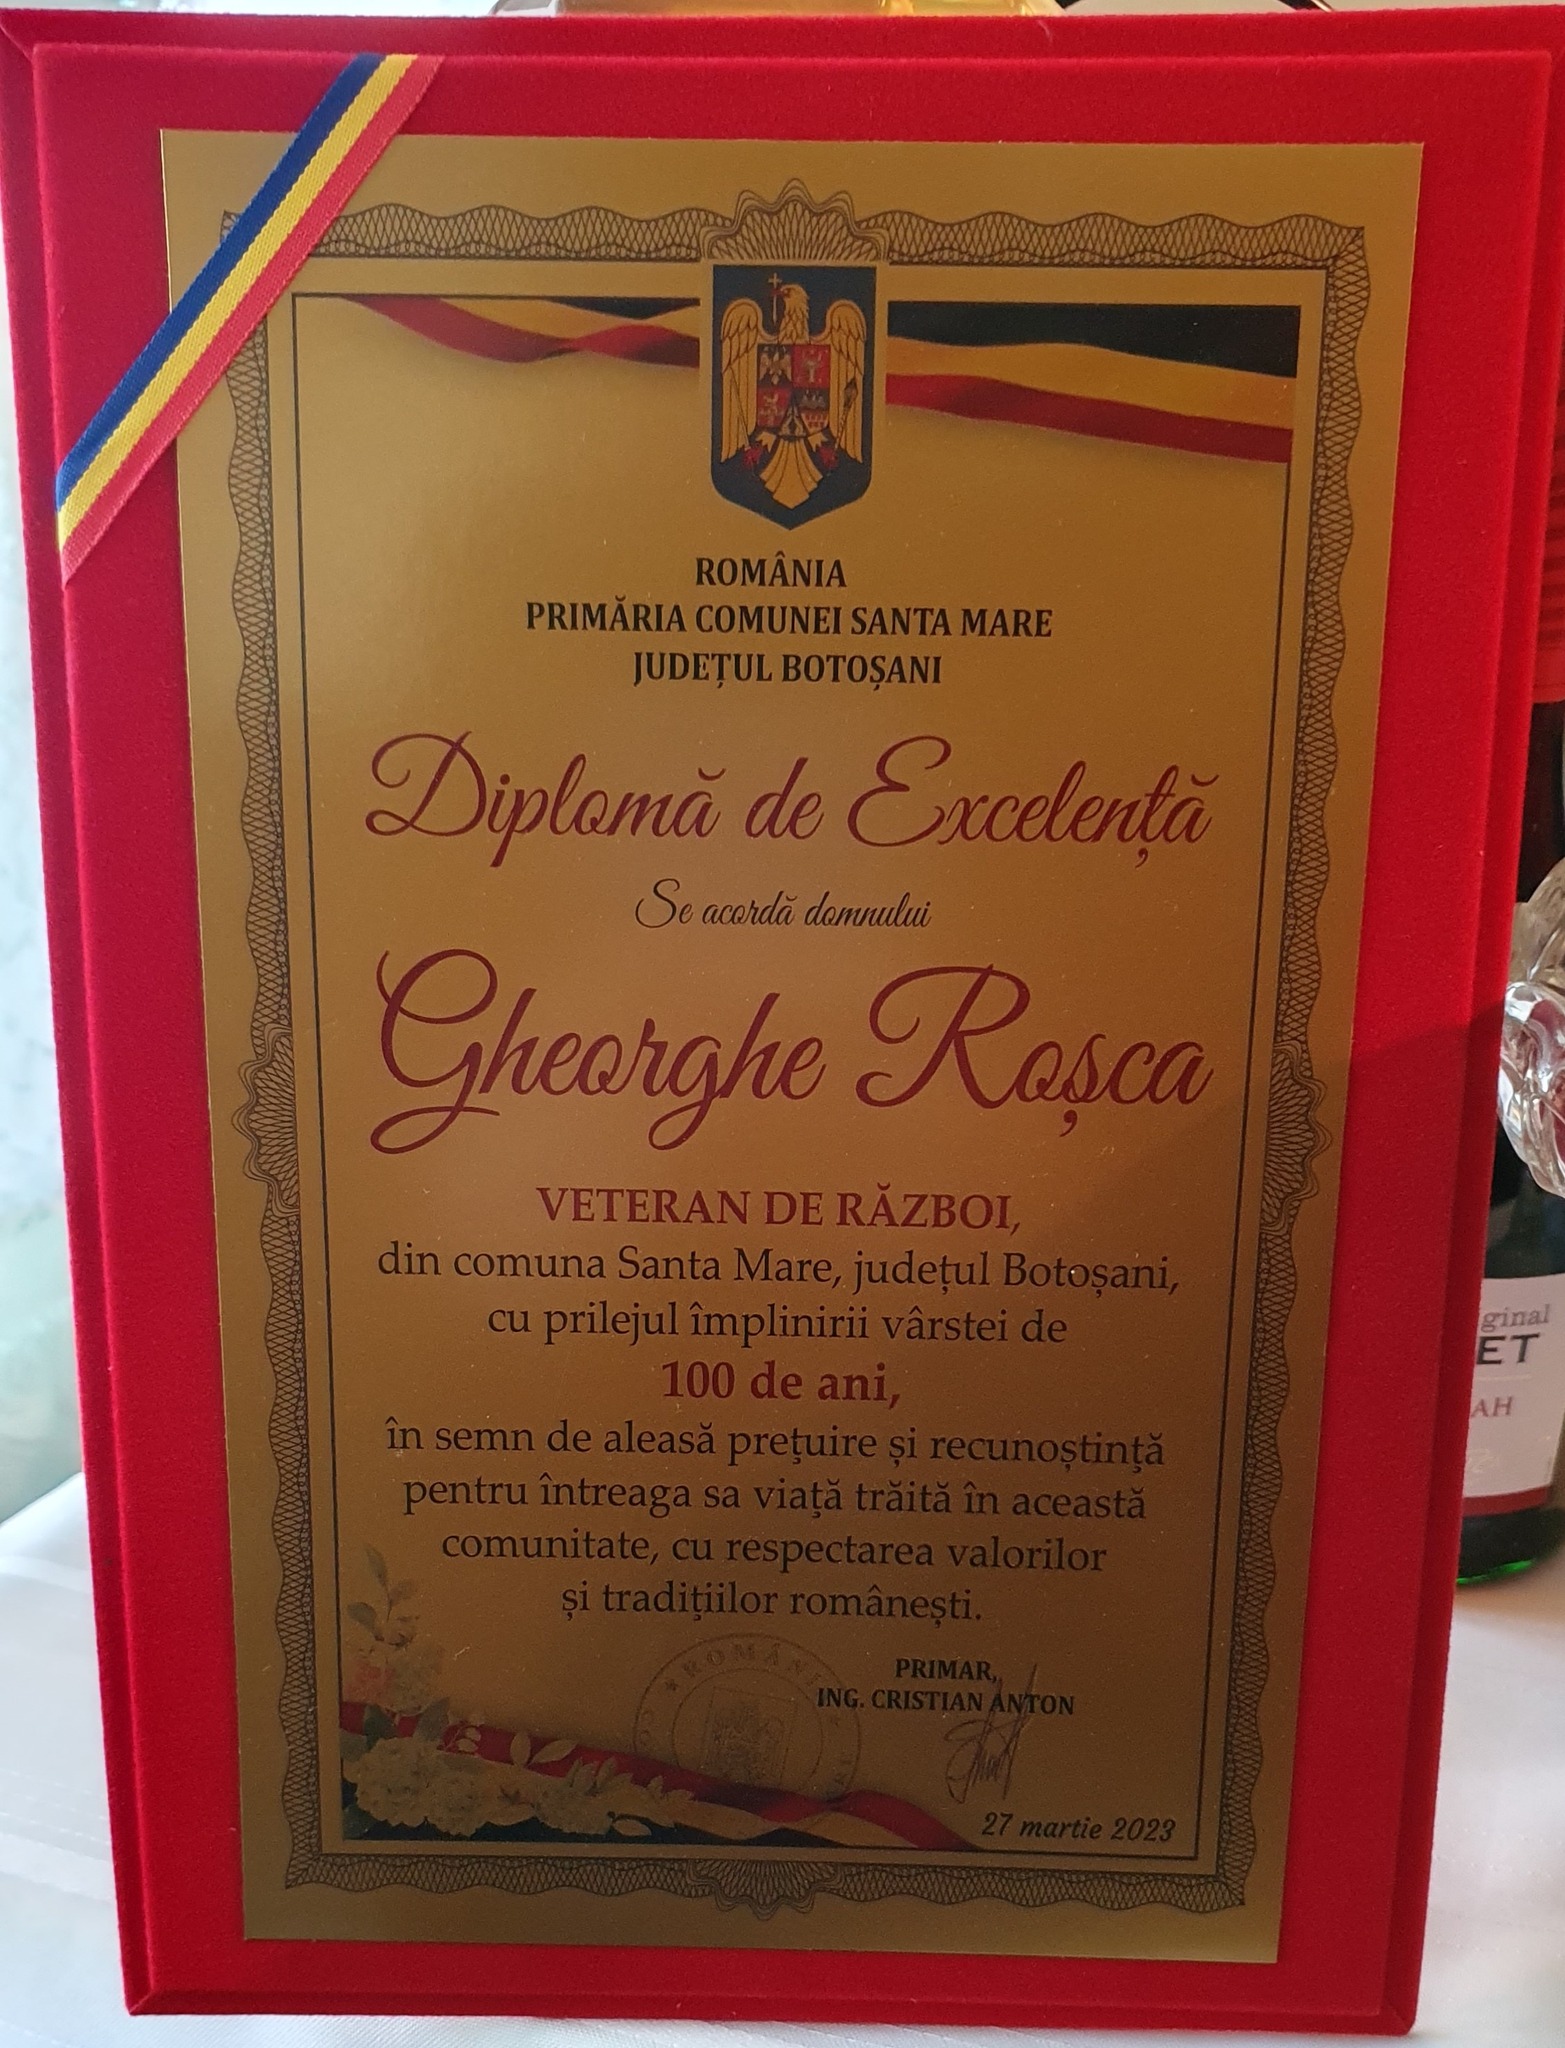 ROMÂNIA
PRIMĂRIA COMUNEI SANTA MARE
JUDEȚUL BOTOȘANI
Diplomă de Excelență
Se acordă domnului
Gheorghe Roșca
VETERAN DE RĂZBOI,
din comuna Santa Mare, județul Botoșani,
cu prilejul împlinirii vârstei de
100 de ani,
în semn de aleasă prețuire și recunoștință
pentru întreaga sa viață trăită în această
comunitate, cu respectarea valorilor
și tradițiilor românești.
PRIMAR,
ING. CRISTIAN ANTON
27 martie 2023
ginal
ET
AH